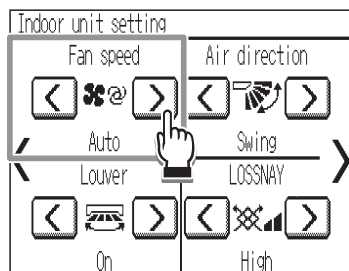 Indoor unit setting
Fan speed
Air direction
Auto
Swing
Louver
LOSSNAY
On
High